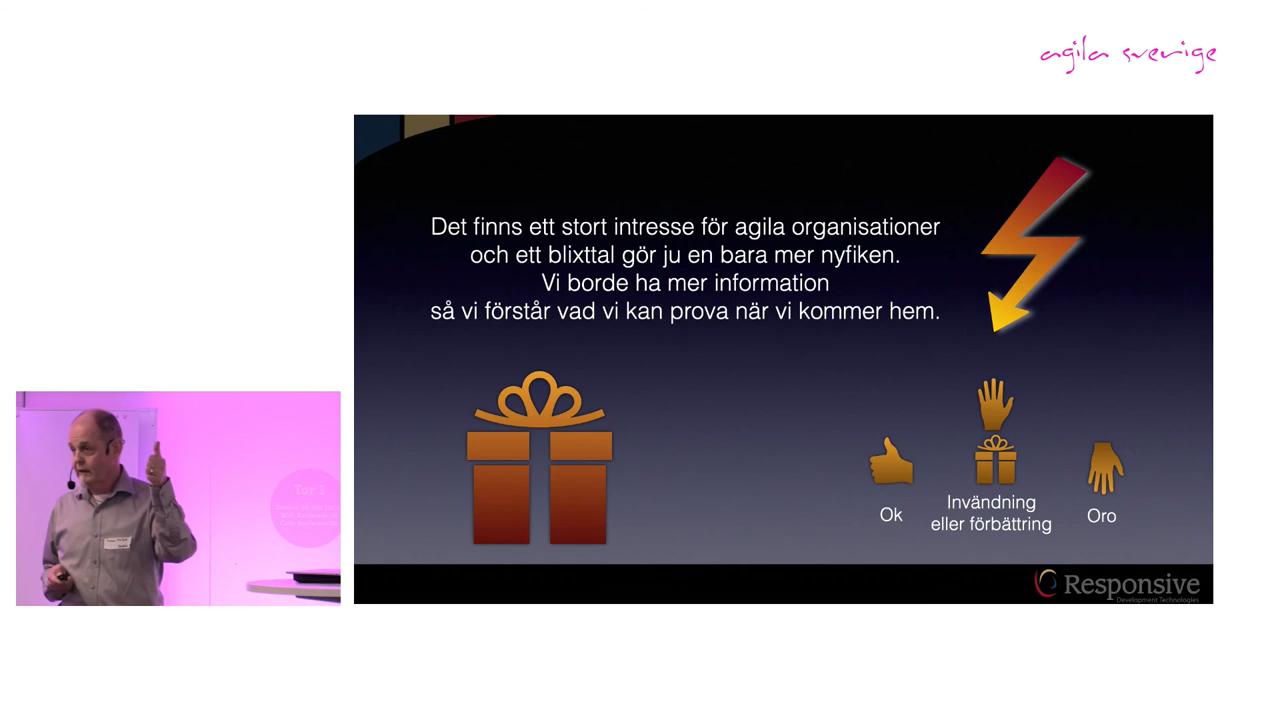 agila sverige
Det finns ett stort intresse för agila organisationer
och ett blixttal gör ju en bara mer nyfiken.
Vi borde ha mer information
så vi förstår vad vi kan prova när vi kommer hem.
Ok
Invändning
eller förbättring
Oro
Tor 2
Responsive
Development Technologies